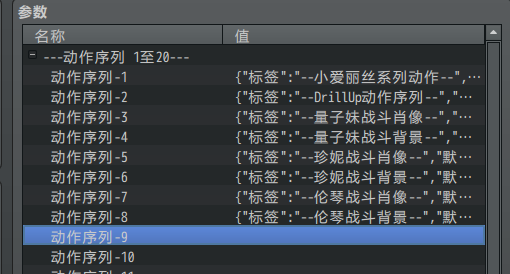 参数
名称 值
---动作序列 1至20---
动作序列-1 {"标签":"--小爱丽丝系列动作--",…
动作序列-2 {"标签":"--DrillUp动作序列--","…
动作序列-3 {"标签":"--量子妹战斗肖像--","…
动作序列-4 {"标签":"--量子妹战斗背景--","…
动作序列-5 {"标签":"--珍妮战斗肖像--","默…
动作序列-6 {"标签":"--珍妮战斗背景--","默…
动作序列-7 {"标签":"--伦琴战斗肖像--","默…
动作序列-8 {"标签":"--伦琴战斗背景--","默…
动作序列-9
动作序列-10